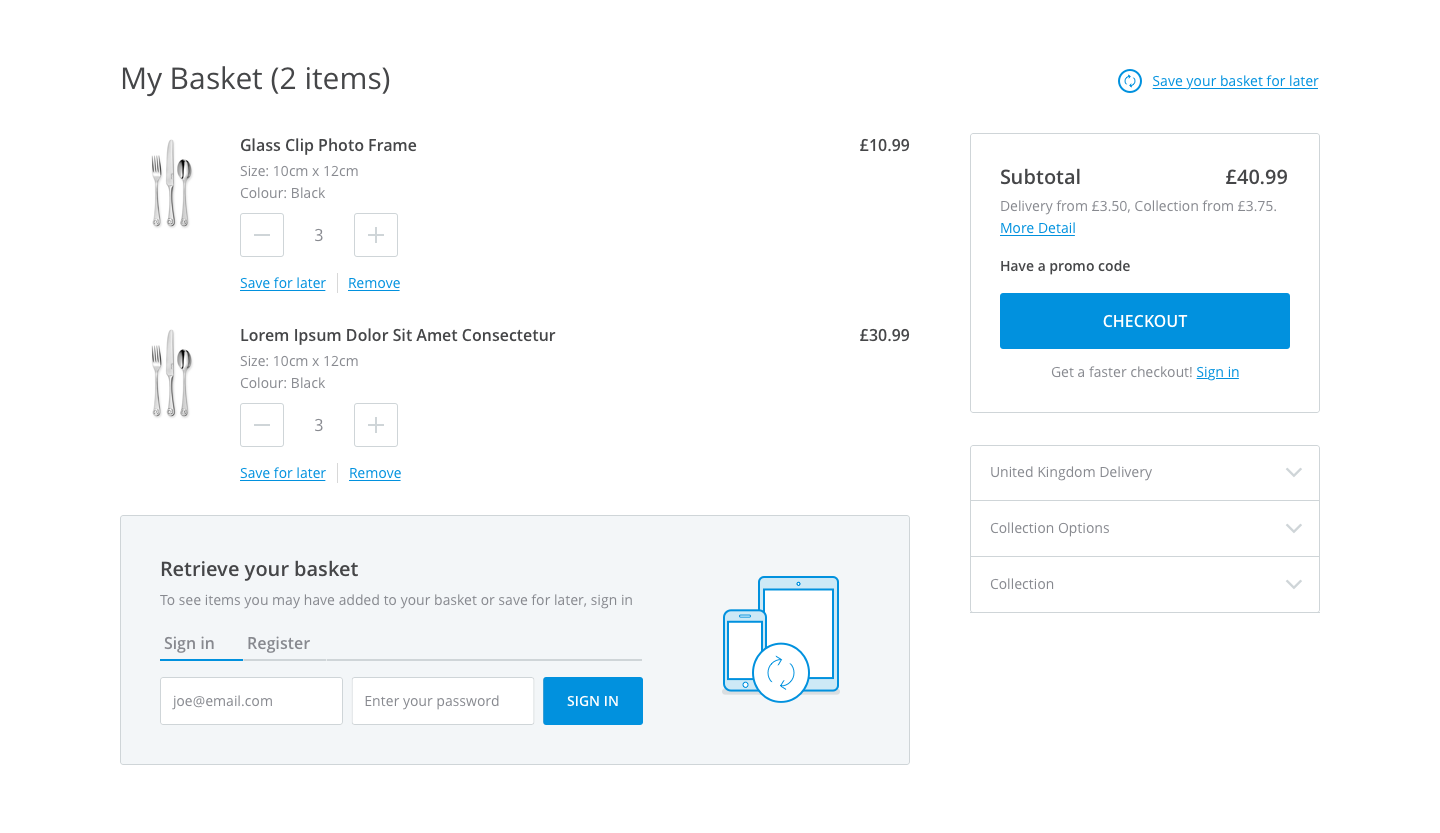 My Basket (2 items)
Save your basket for later
Glass Clip Photo Frame
£10.99
Size: 10cm x 12cm
Colour: Black
3
Save for later
Remove
Lorem Ipsum Dolor Sit Amet Consectetur
£30.99
Size: 10cm x 12cm
Colour: Black
3
Save for later
Remove
Retrieve your basket
To see items you may have added to your basket or save for later, sign in
Sign in
Register
joe@email.com
Enter your password
SIGN IN
Subtotal
£40.99
Delivery from £3.50, Collection from £3.75.
More Detail
Have a promo code
CHECKOUT
Get a faster checkout! Sign in
United Kingdom Delivery
Collection Options
Collection